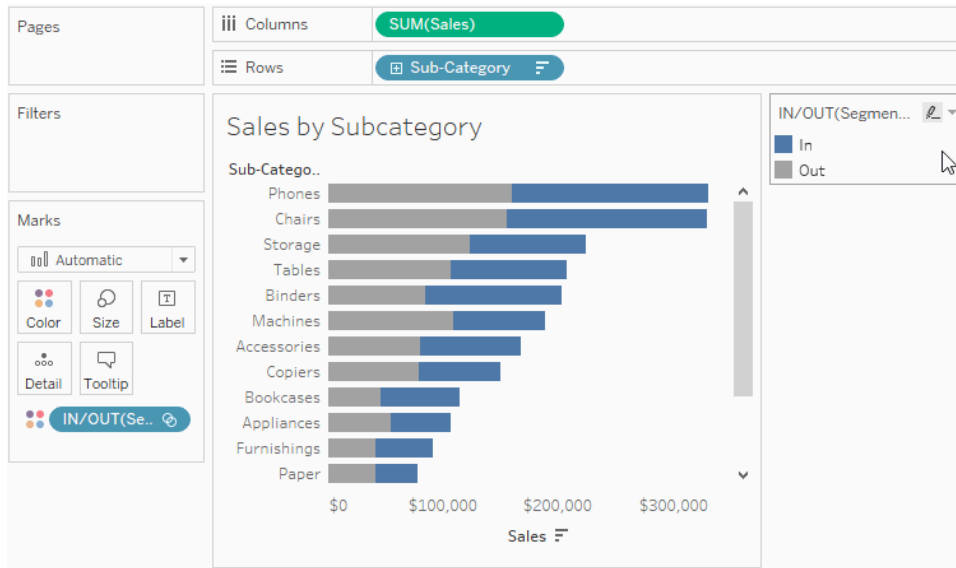 Pages
Columns
SUM(Sales)
Rows
Sub-Category
Filters
Marks
Automatic
Color
Size
Label
Detail
Tooltip
IN/OUT(Se..
Sales by Subcategory
Sub-Catego..
Phones
Chairs
Storage
Tables
Binders
Machines
Accessories
Copiers
Bookcases
Appliances
Furnishings
Paper
$0 $100,000 $200,000 $300,000
Sales
IN/OUT(Segmen...
In
Out